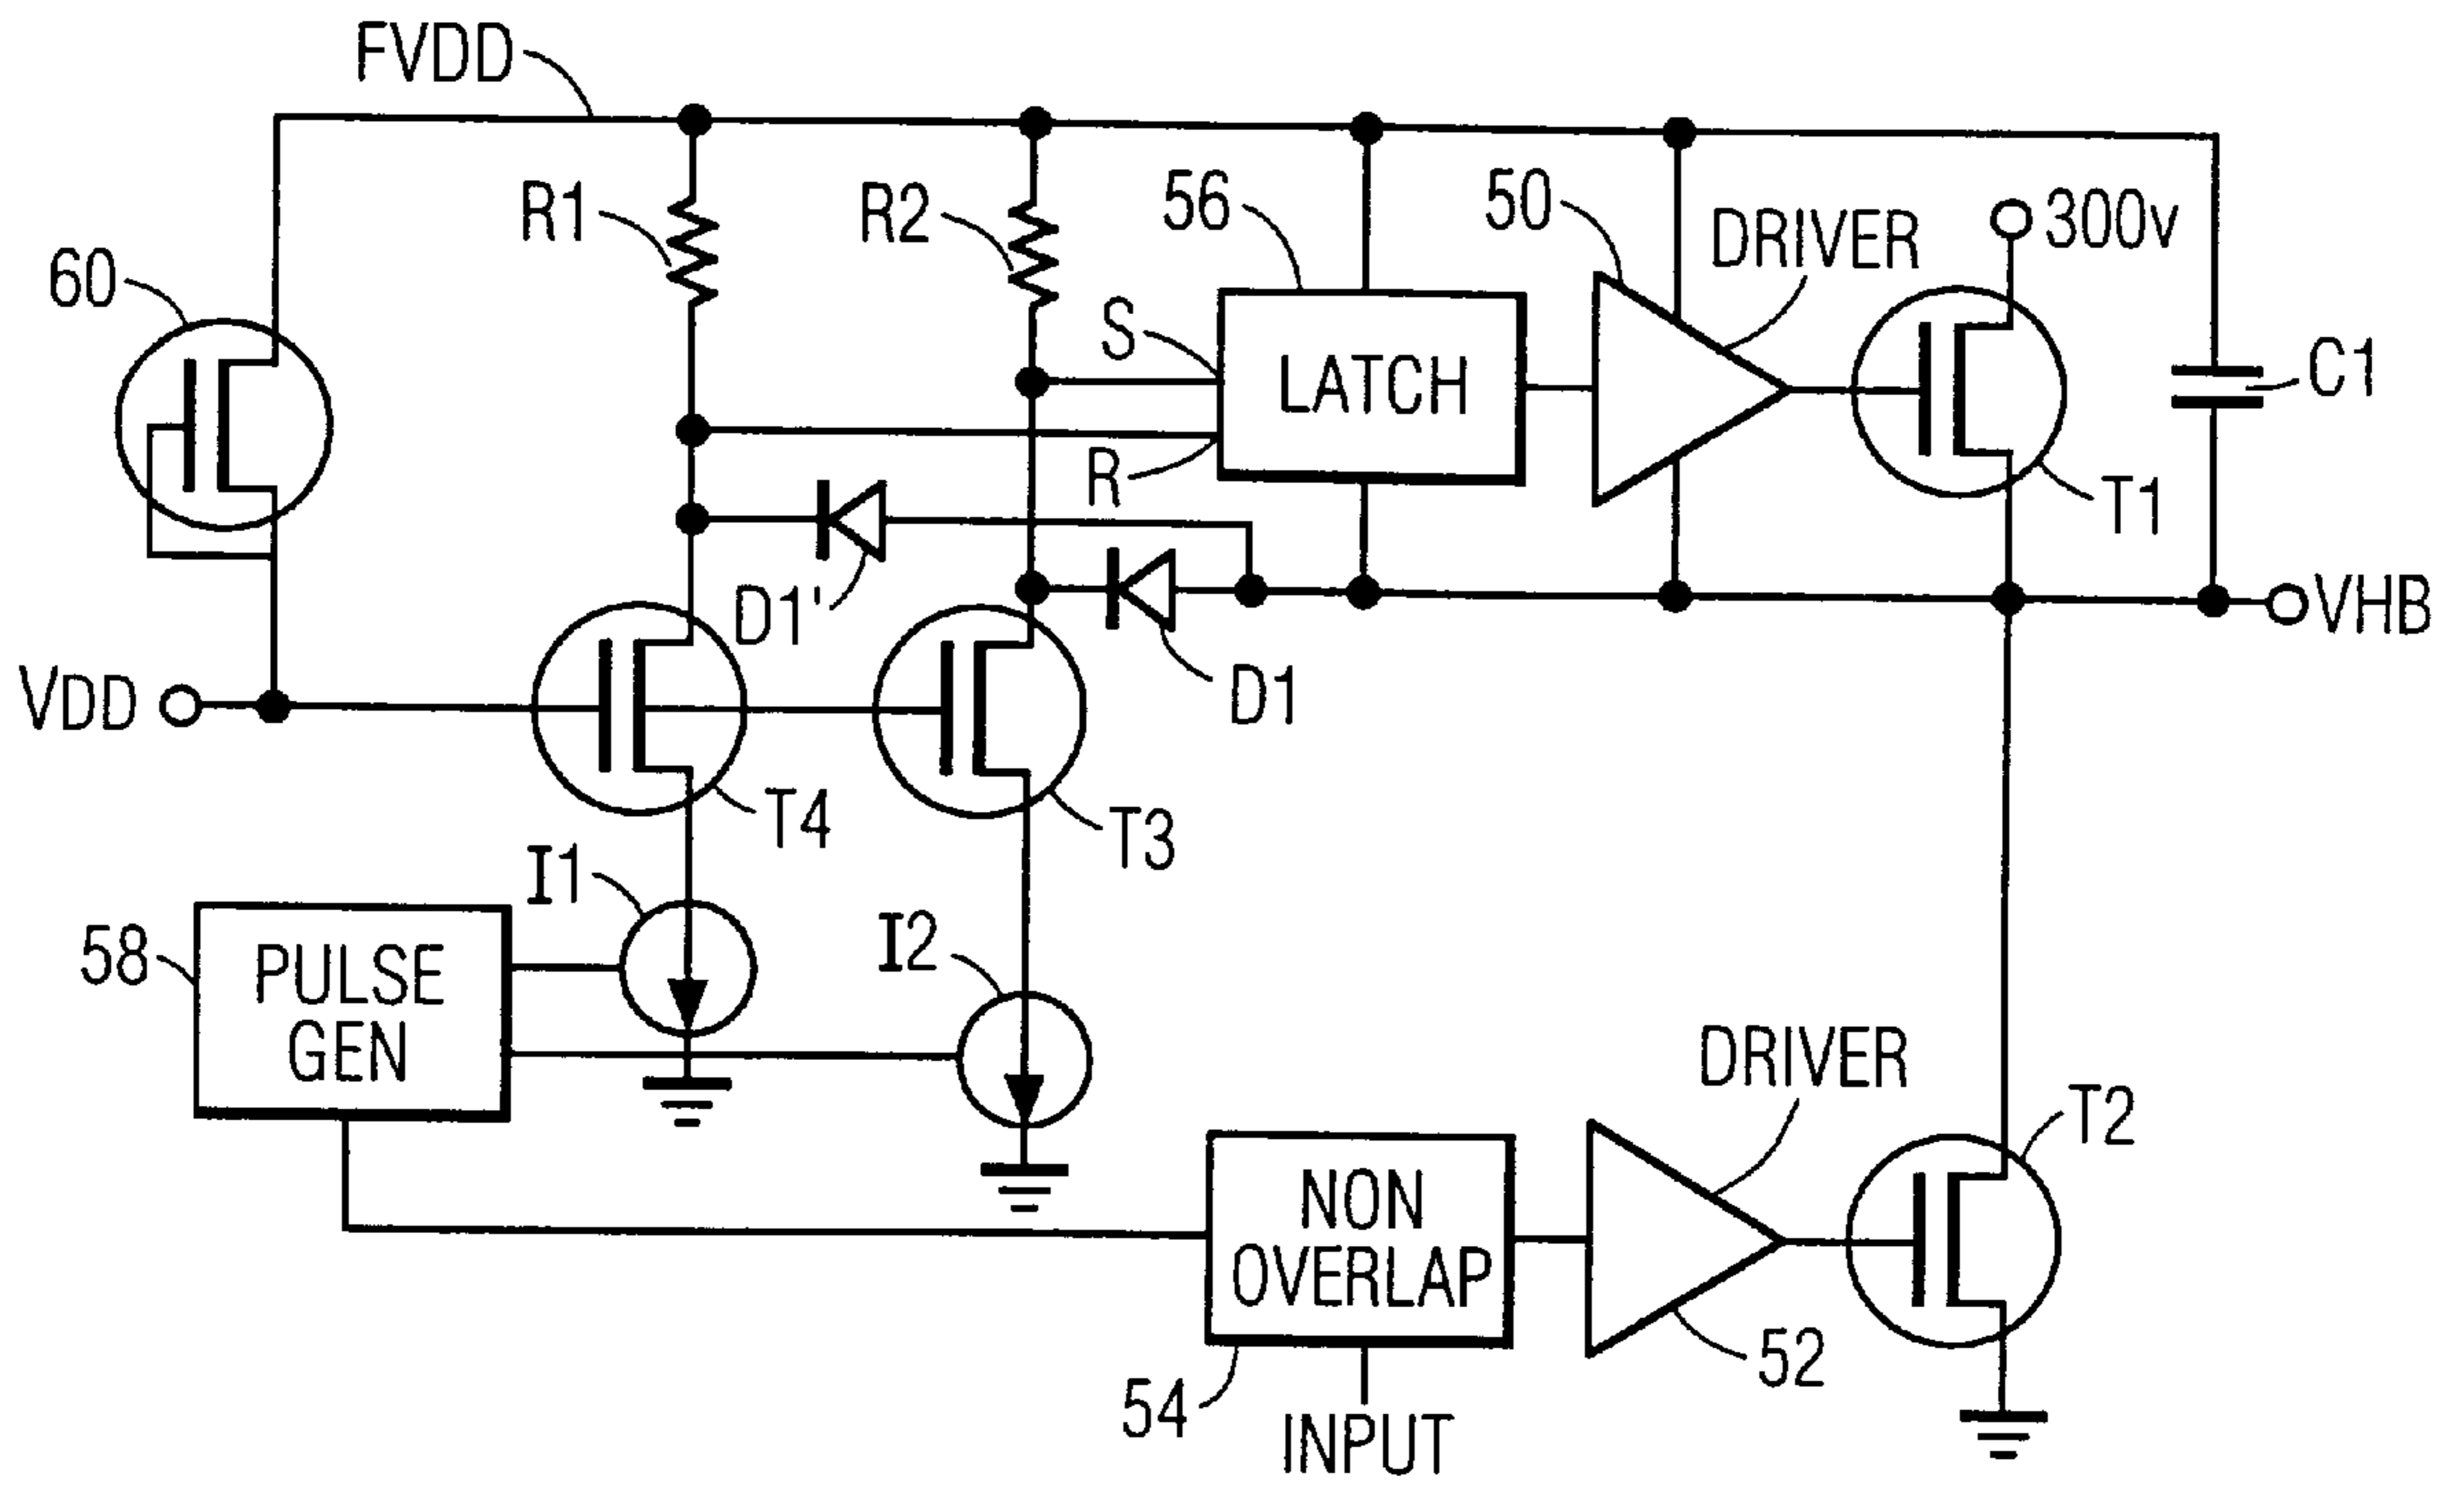 FVDD
R1
R2
56
50
DRIVER
300v
60
S
LATCH
C1
R
T1
D1'
VHB
VDD
D1
T4
T3
I1
I2
58
PULSE
GEN
DRIVER
T2
NON
OVERLAP
52
54
INPUT